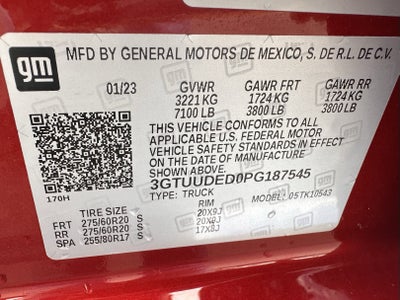 gm
MFD BY GENERAL MOTORS DE MEXICO, S. DE R.L. DE C.V.
01/23 GVWR GAWR FRT GAWR RR
3221 KG 1724 KG 1724 KG
7100 LB 3800 LB 3800 LB
THIS VEHICLE CONFORMS TO ALL
APPLICABLE U.S. FEDERAL MOTOR
VEHICLE SAFETY STANDARDS IN EFFECT
ON THE DATE OF MANUFACTURE SHOWN ABOVE.
3GTUUDED0PG187545
170H TYPE: TRUCK MODEL: 05TK10543
TIRE SIZE RIM
FRT 275/60R20 S 20X9J
RR 275/60R20 S 20X9J
SPA 255/80R17 S 17X8J